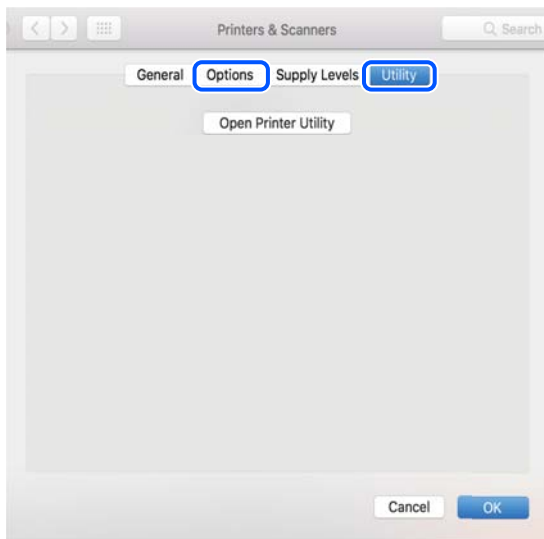 Printers & Scanners Search
General Options Supply Levels Utility
Open Printer Utility
Cancel OK